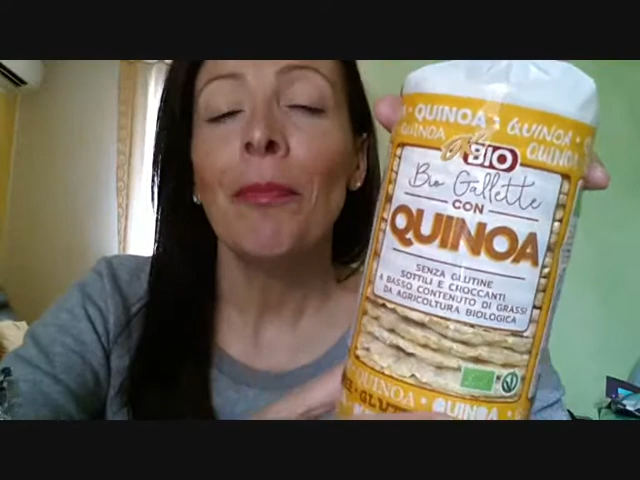 QUINOA • QUINOA
QUINOA
QUINOA
BIO
Bio Gallette
CON
QUINOA
SENZA GLUTINE
SOTTILI E CROCCANTI
A BASSO CONTENUTO DI GRASSI
DA AGRICOLTURA BIOLOGICA
QUINOA • QUINOA